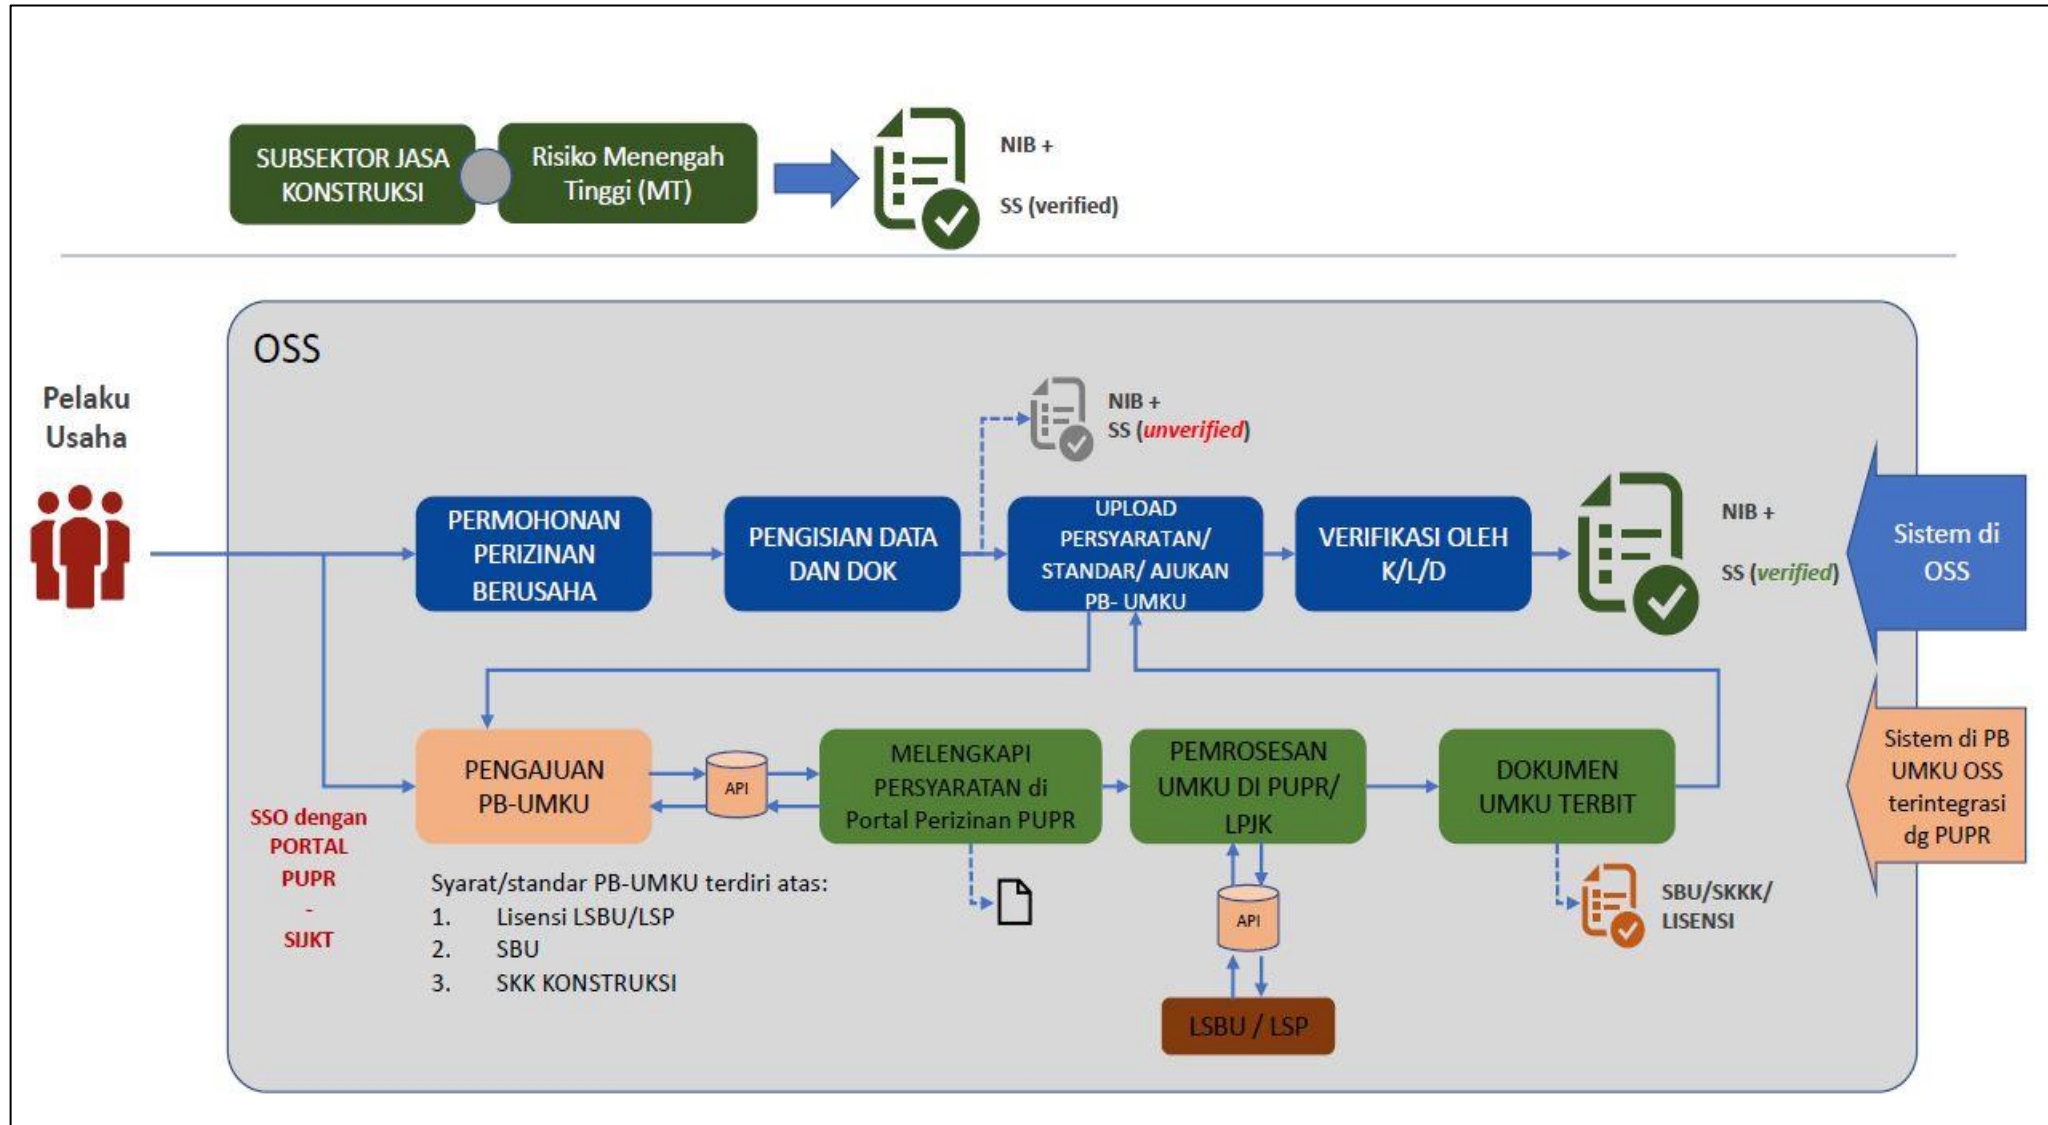 SUBSEKTOR JASA
KONSTRUKSI
Risiko Menengah
Tinggi (MT)
NIB +
SS (verified)
OSS
Pelaku
Usaha
NIB +
SS (unverified)
PERMOHONAN
PERIZINAN
BERUSAHA
PENGISIAN DATA
DAN DOK
UPLOAD
PERSYARATAN/
STANDAR/ AJUKAN
PB- UMKU
VERIFIKASI OLEH
K/L/D
NIB +
SS (verified)
Sistem di
OSS
PENGAJUAN
PB-UMKU
API
MELENGKAPI
PERSYARATAN di
Portal Perizinan PUPR
PEMROSESAN
UMKU DI PUPR/
LPJK
DOKUMEN
UMKU TERBIT
Sistem di PB
UMKU OSS
terintegrasi
dg PUPR
SSO dengan
PORTAL
PUPR
-
SIJKT
Syarat/standar PB-UMKU terdiri atas:
1. Lisensi LSBU/LSP
2. SBU
3. SKK KONSTRUKSI
API
SBU/SKKK/
LISENSI
LSBU / LSP